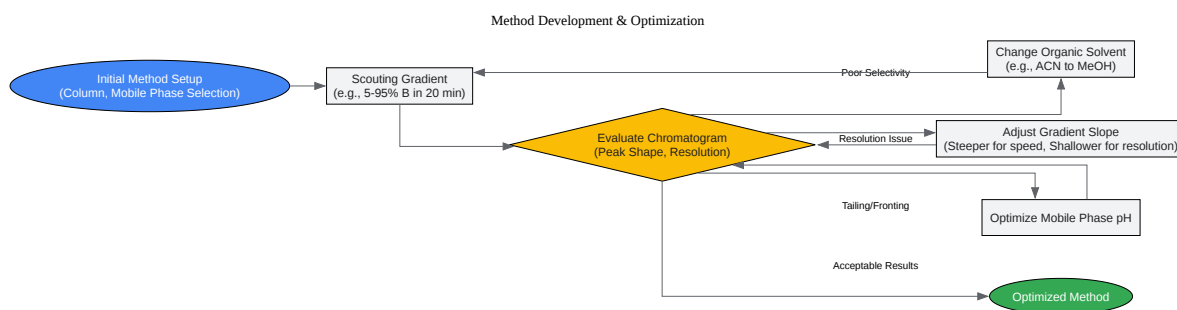 Method Development & Optimization
Initial Method Setup
(Column, Mobile Phase Selection)
Scouting Gradient
(e.g., 5-95% B in 20 min)
Poor Selectivity
Change Organic Solvent
(e.g., ACN to MeOH)
Evaluate Chromatogram
(Peak Shape, Resolution)
Resolution Issue
Adjust Gradient Slope
(Steeper for speed, Shallower for resolution)
Tailing/Fronting
Optimize Mobile Phase pH
Acceptable Results
Optimized Method